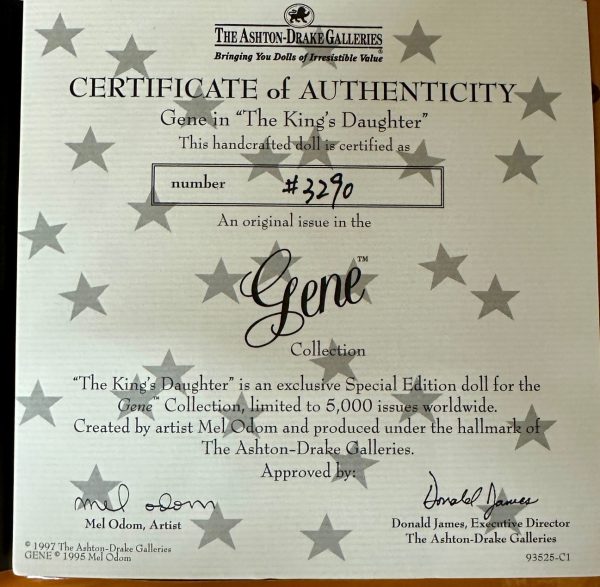 THE ASHTON-DRAKE GALLERIES
Bringing You Dolls of Irresistible Value
CERTIFICATE of AUTHENTICITY
Gene in "The King's Daughter"
This handcrafted doll is certified as
number #3290
An original issue in the
Gene™
Collection
"The King's Daughter" is an exclusive Special Edition doll for the
Gene™ Collection, limited to 5,000 issues worldwide.
Created by artist Mel Odom and produced under the hallmark of
The Ashton-Drake Galleries.
Approved by:
mel odom
Mel Odom, Artist
Donald James
Donald James, Executive Director
The Ashton-Drake Galleries
© 1997 The Ashton-Drake Galleries
GENE © 1995 Mel Odom
93525-C1